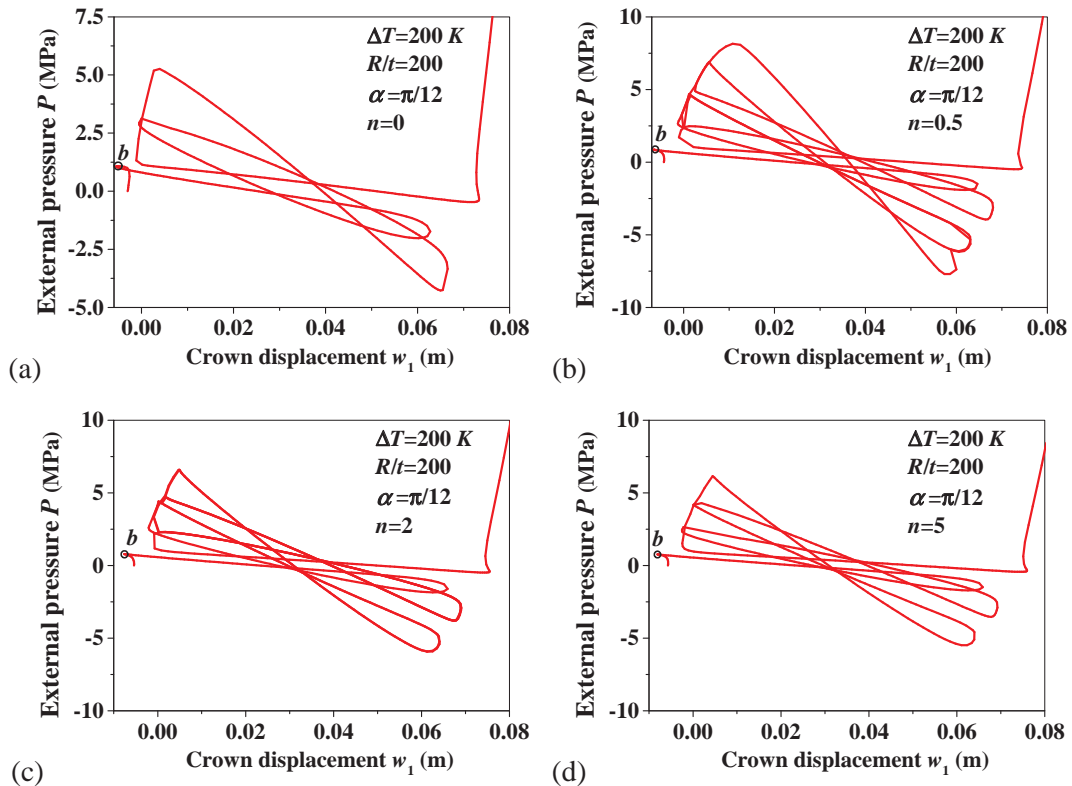 7.5
5.0
2.5
0.0
-2.5
-5.0
External pressure P (MPa)
ΔT=200 K
R/t=200
α=π/12
n=0
b
0.00 0.02 0.04 0.06 0.08
Crown displacement w1 (m)
(a)
10
5
0
-5
-10
External pressure P (MPa)
ΔT=200 K
R/t=200
α=π/12
n=0.5
b
0.00 0.02 0.04 0.06 0.08
Crown displacement w1 (m)
(b)
10
5
0
-5
-10
External pressure P (MPa)
ΔT=200 K
R/t=200
α=π/12
n=2
b
0.00 0.02 0.04 0.06 0.08
Crown displacement w1 (m)
(c)
10
5
0
-5
-10
External pressure P (MPa)
ΔT=200 K
R/t=200
α=π/12
n=5
b
0.00 0.02 0.04 0.06 0.08
Crown displacement w1 (m)
(d)